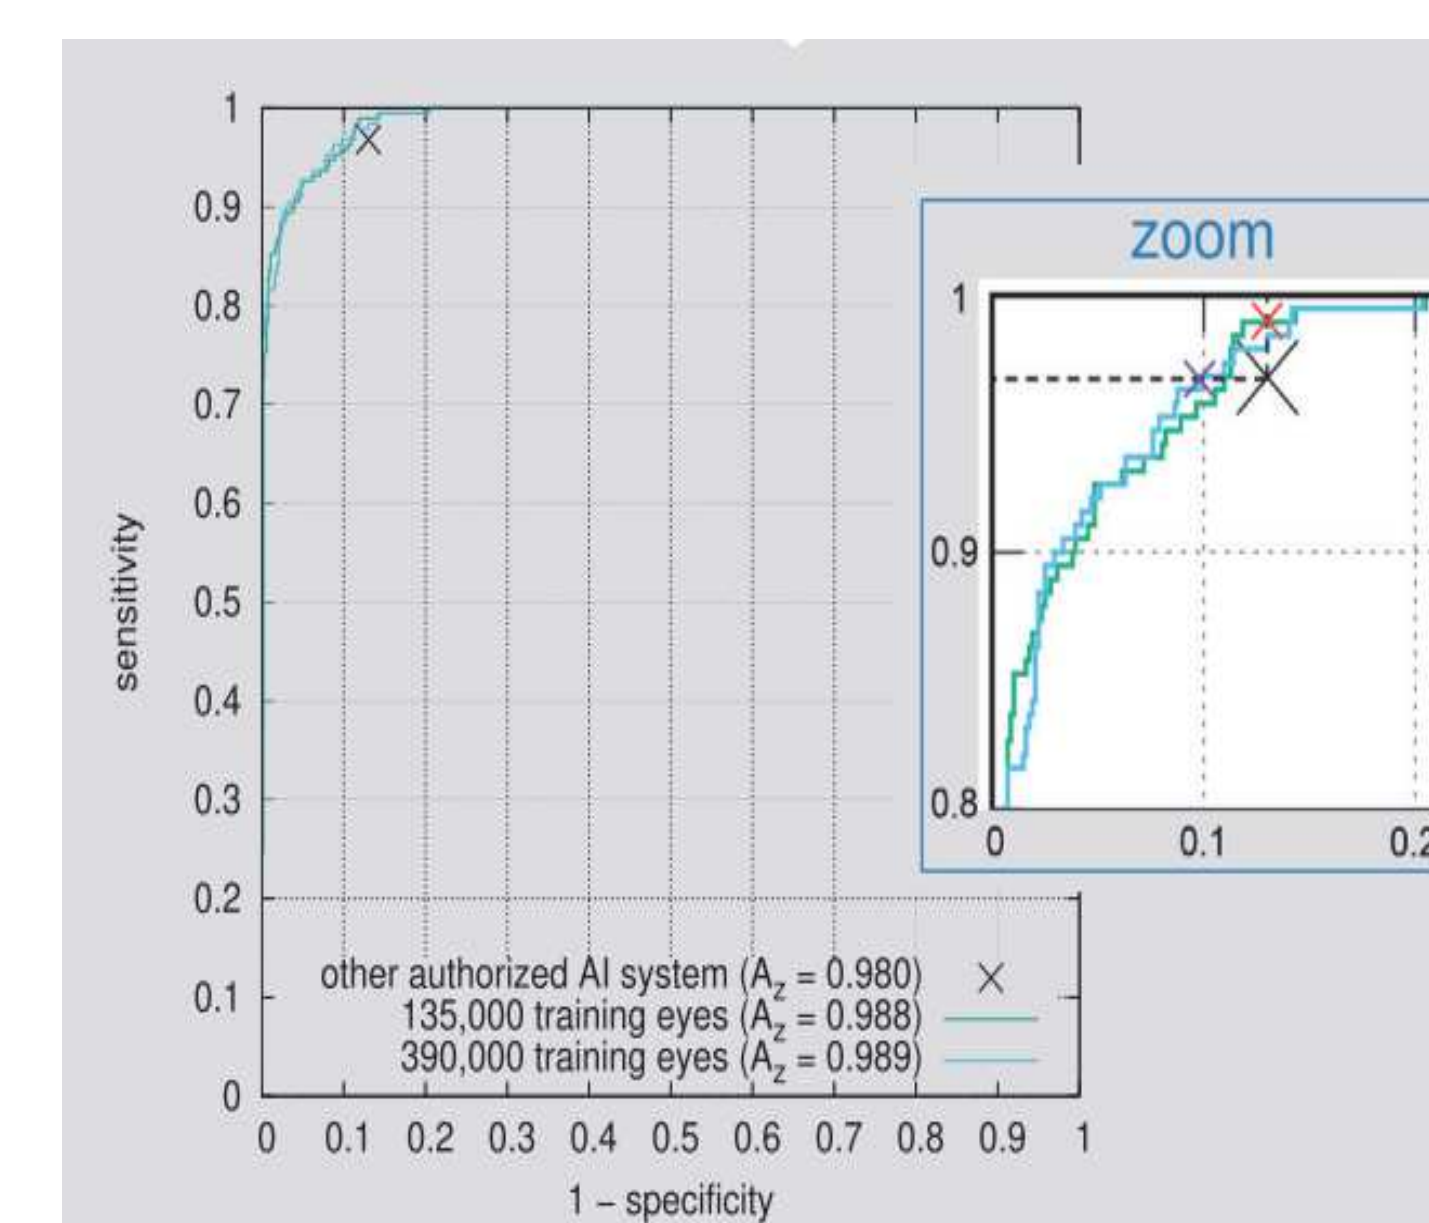 1
0.9
0.8
0.7
0.6
0.5
0.4
0.3
0.2
0.1
0
sensitivity
zoom
1
0.9
0.8
0 0.1 0.2
other authorized AI system (Az = 0.980)
135,000 training eyes (Az = 0.988)
390,000 training eyes (Az = 0.989)
0 0.1 0.2 0.3 0.4 0.5 0.6 0.7 0.8 0.9 1
1 – specificity